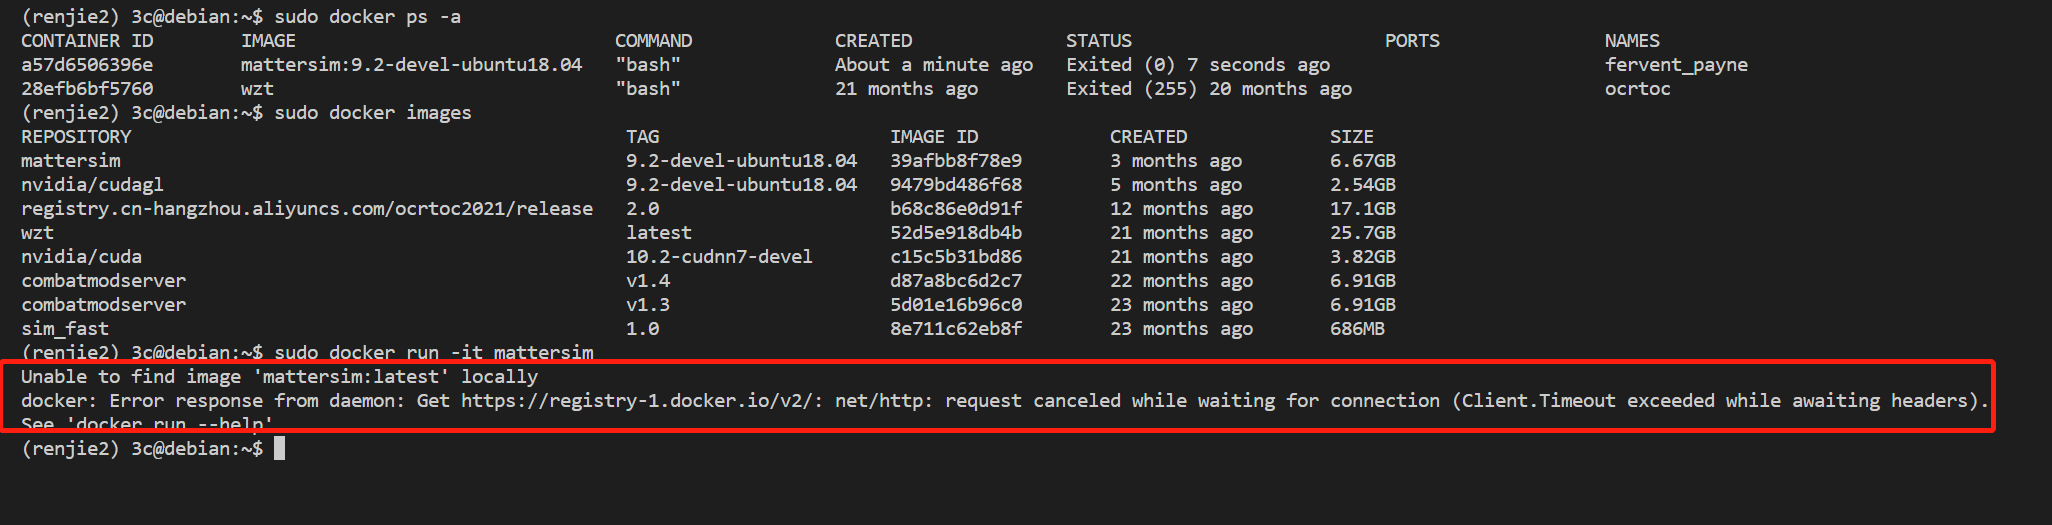 (renjie2) 3c@debian:~$ sudo docker ps -a
CONTAINER ID IMAGE COMMAND CREATED STATUS PORTS NAMES
a57d6506396e mattersim:9.2-devel-ubuntu18.04 "bash" About a minute ago Exited (0) 7 seconds ago fervent_payne
28efb6bf5760 wzt "bash" 21 months ago Exited (255) 20 months ago ocrtoc
(renjie2) 3c@debian:~$ sudo docker images
REPOSITORY TAG IMAGE ID CREATED SIZE
mattersim 9.2-devel-ubuntu18.04 39afbb8f78e9 3 months ago 6.67GB
nvidia/cudagl 9.2-devel-ubuntu18.04 9479bd486f68 5 months ago 2.54GB
registry.cn-hangzhou.aliyuncs.com/ocrtoc2021/release 2.0 b68c86e0d91f 12 months ago 17.1GB
wzt latest 52d5e918db4b 21 months ago 25.7GB
nvidia/cuda 10.2-cudnn7-devel c15c5b31bd86 21 months ago 3.82GB
combatmodserver v1.4 d87a8bc6d2c7 22 months ago 6.91GB
combatmodserver v1.3 5d01e16b96c0 23 months ago 6.91GB
sim_fast 1.0 8e711c62eb8f 23 months ago 686MB
(renjie2) 3c@debian:~$ sudo docker run -it mattersim
Unable to find image 'mattersim:latest' locally
docker: Error response from daemon: Get https://registry-1.docker.io/v2/: net/http: request canceled while waiting for connection (Client.Timeout exceeded while awaiting headers).
See 'docker run --help'
(renjie2) 3c@debian:~$